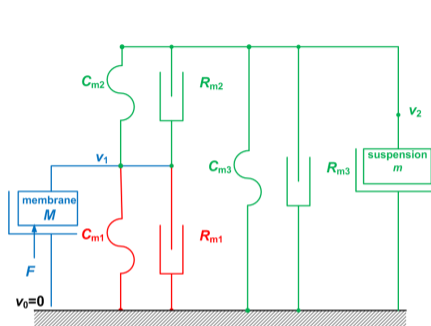 Cm2
Rm2
v2
v1
Cm3
Rm3
suspension
m
membrane
M
Cm1
Rm1
F
v0=0